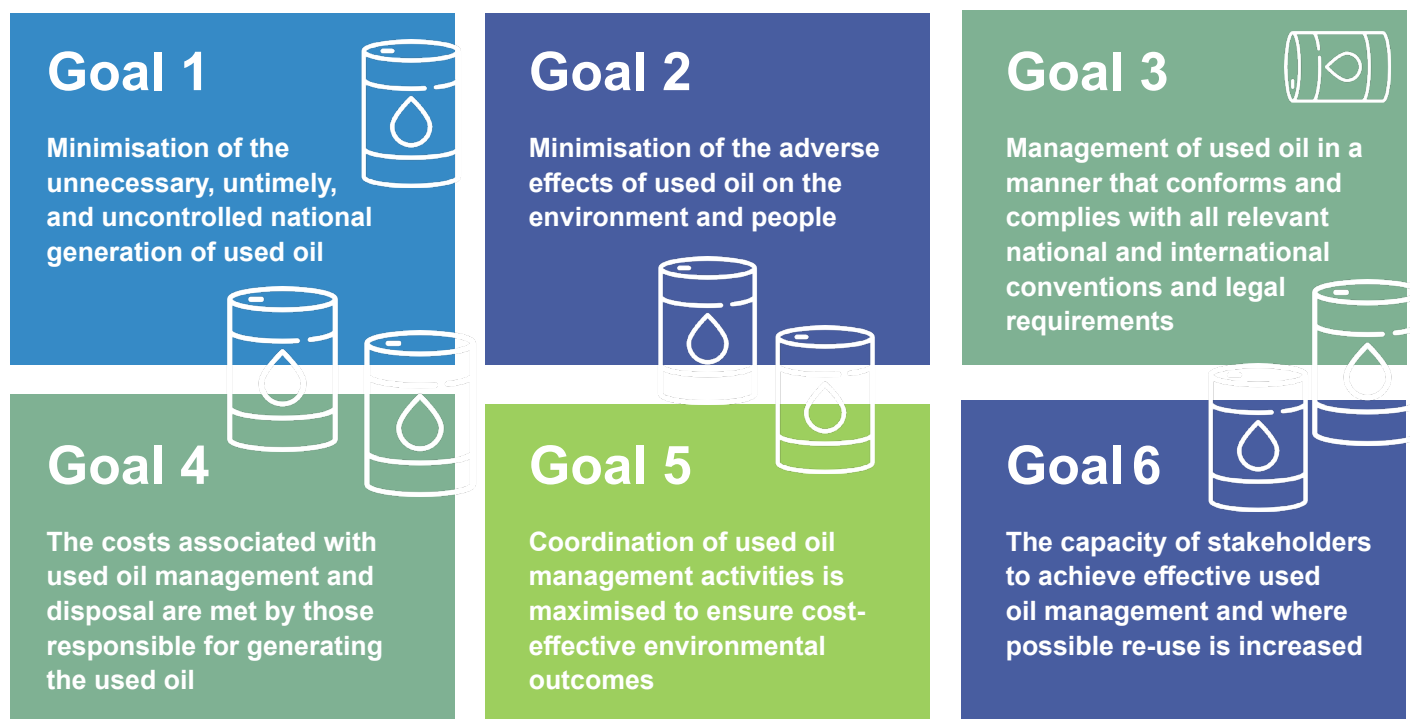 Goal 1
Minimisation of the
unnecessary, untimely,
and uncontrolled national
generation of used oil
Goal 2
Minimisation of the adverse
effects of used oil on the
environment and people
Goal 3
Management of used oil in a
manner that conforms and
complies with all relevant
national and international
conventions and legal
requirements
Goal 4
The costs associated with
used oil management and
disposal are met by those
responsible for generating
the used oil
Goal 5
Coordination of used oil
management activities is
maximised to ensure cost-
effective environmental
outcomes
Goal 6
The capacity of stakeholders
to achieve effective used
oil management and where
possible re-use is increased